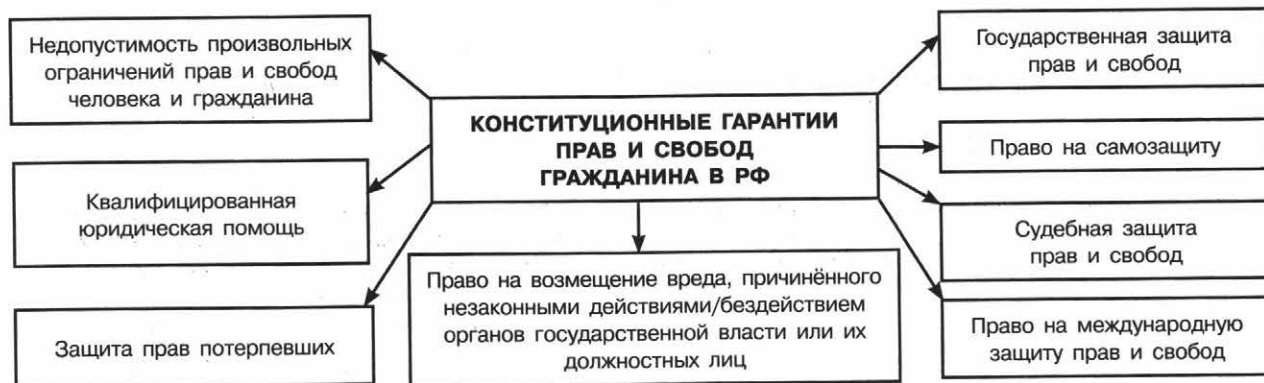 Недопустимость произвольных
ограничений прав и свобод
человека и гражданина
Квалифицированная
юридическая помощь
Защита прав потерпевших
КОНСТИТУЦИОННЫЕ ГАРАНТИИ
ПРАВ И СВОБОД
ГРАЖДАНИНА В РФ
Право на возмещение вреда, причинённого
незаконными действиями/бездействием
органов государственной власти или их
должностных лиц
Государственная защита
прав и свобод
Право на самозащиту
Судебная защита
прав и свобод
Право на международную
защиту прав и свобод